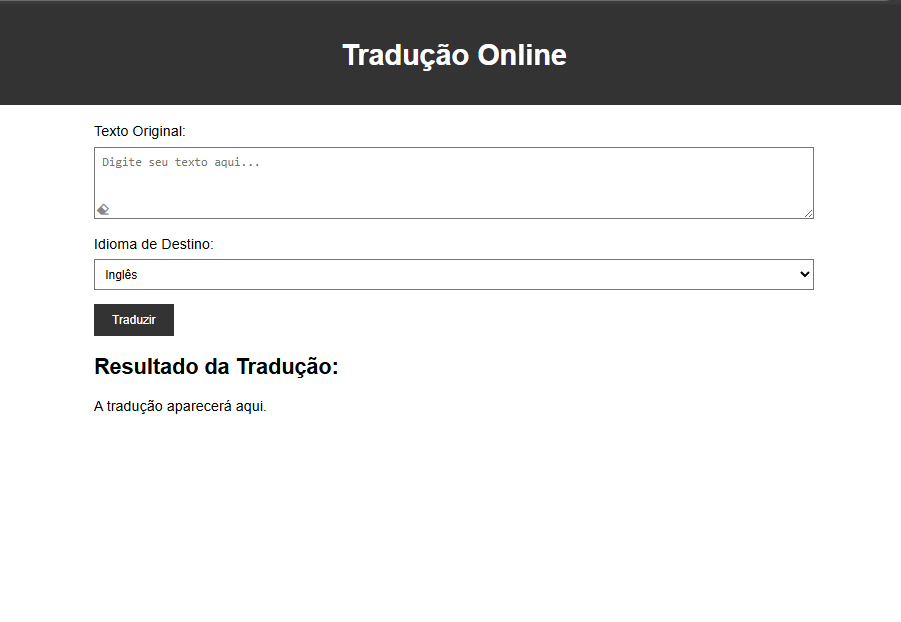 Tradução Online
Texto Original:
Digite seu texto aqui...
Idioma de Destino:
Inglês
Traduzir
Resultado da Tradução:
A tradução aparecerá aqui.